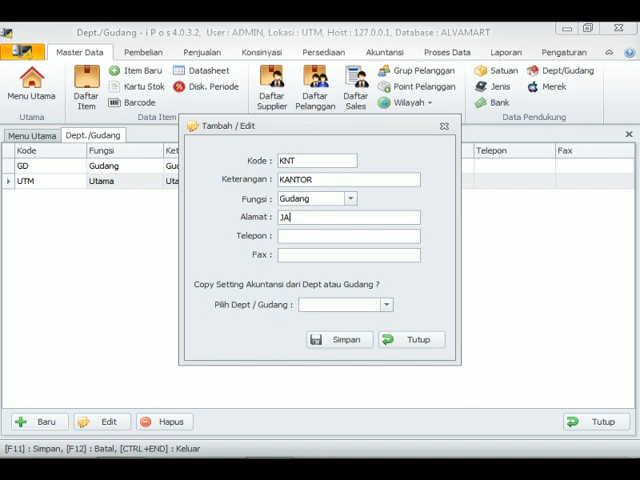 Dept./Gudang - i P o s 4.0.3.2, User : ADMIN, Lokasi : UTM, Host : 127.0.0.1, Database : ALVAMART
Master Data Pembelian Penjualan Konsinyasi Persediaan Akuntansi Proses Data Laporan Pengaturan
Menu Utama
Utama
Daftar Item
Item Baru
Kartu Stok
Barcode
Datasheet
Disk. Periode
Data Item
Daftar Supplier
Daftar Pelanggan
Daftar Sales
Grup Pelanggan
Point Pelanggan
Wilayah
Satuan
Jenis
Bank
Dept/Gudang
Merek
Data Pendukung
Menu Utama Dept./Gudang
Kode Fungsi Ket Telepon Fax
GD Gudang Gud
UTM Utama Uta
Tambah / Edit
Kode : KNT
Keterangan : KANTOR
Fungsi : Gudang
Alamat : JA
Telepon :
Fax :
Copy Setting Akuntansi dari Dept atau Gudang ?
Pilih Dept / Gudang :
Simpan Tutup
Baru Edit Hapus Tutup
[F11] : Simpan, [F12] : Batal, [CTRL+END] : Keluar